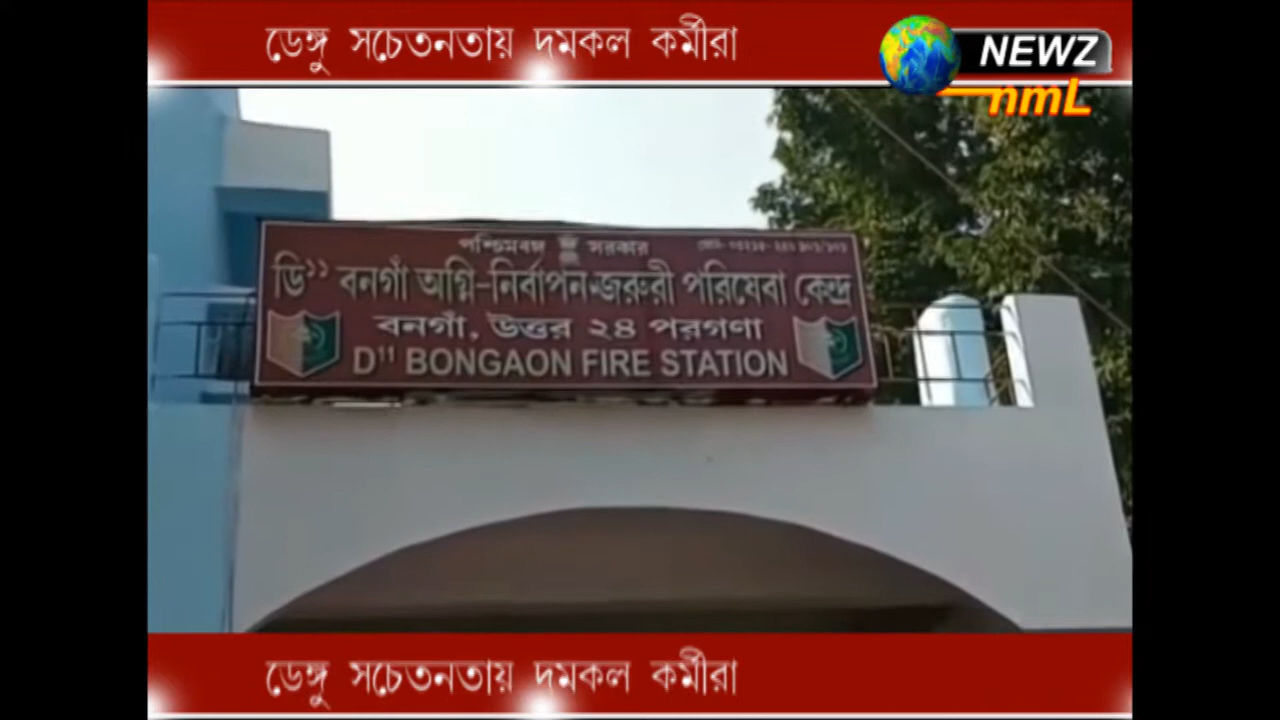 ডেঙ্গু সচেতনতায় দমকল কর্মীরা
NEWZ
nmL
পশ্চিমবঙ্গ সরকার
ডি'' বনগাঁ অগ্নি-নির্বাপন-জরুরী পরিষেবা কেন্দ্র
বনগাঁ, উত্তর ২৪ পরগণা
D" BONGAON FIRE STATION
ডেঙ্গু সচেতনতায় দমকল কর্মীরা